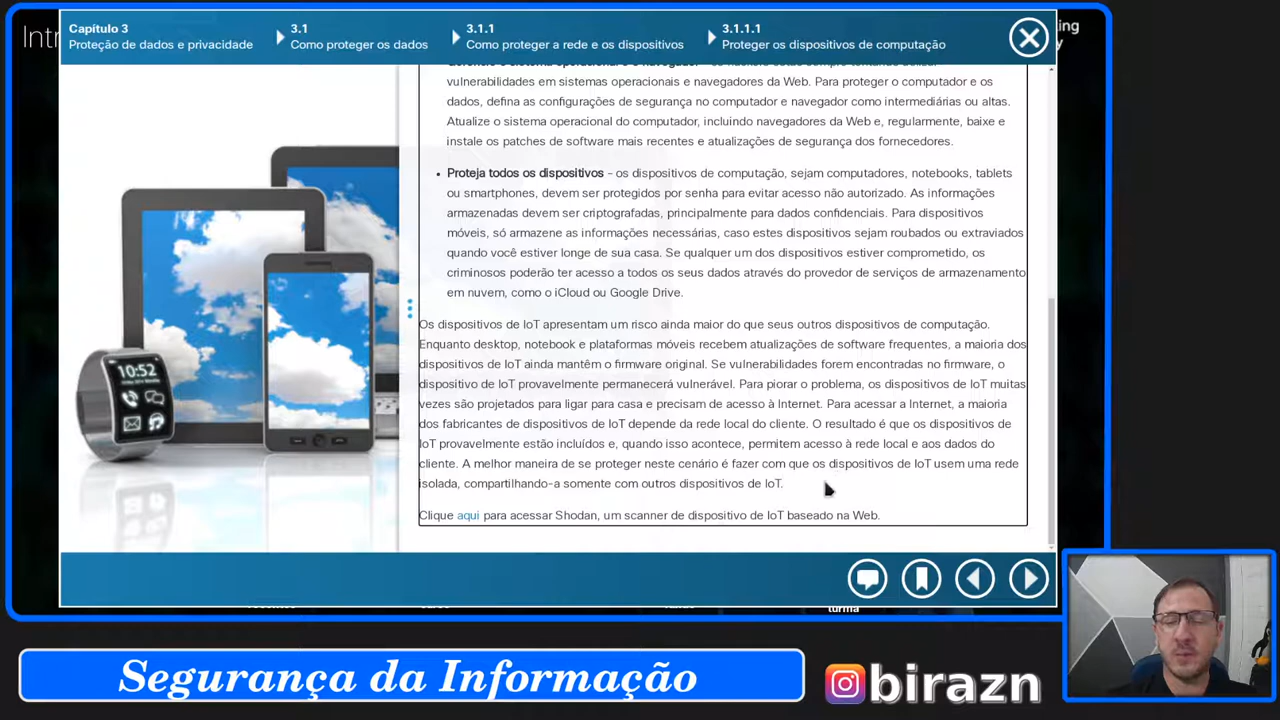 Capítulo 3
Proteção de dados e privacidade
3.1
Como proteger os dados
3.1.1
Como proteger a rede e os dispositivos
3.1.1.1
Proteger os dispositivos de computação
vulnerabilidades em sistemas operacionais e navegadores da Web. Para proteger o computador e os
dados, defina as configurações de segurança no computador e navegador como intermediárias ou altas.
Atualize o sistema operacional do computador, incluindo navegadores da Web e, regularmente, baixe e
instale os patches de software mais recentes e atualizações de segurança dos fornecedores.
• Proteja todos os dispositivos - os dispositivos de computação, sejam computadores, notebooks, tablets
ou smartphones, devem ser protegidos por senha para evitar acesso não autorizado. As informações
armazenadas devem ser criptografadas, principalmente para dados confidenciais. Para dispositivos
móveis, só armazene as informações necessárias, caso estes dispositivos sejam roubados ou extraviados
quando você estiver longe de sua casa. Se qualquer um dos dispositivos estiver comprometido, os
criminosos poderão ter acesso a todos os seus dados através do provedor de serviços de armazenamento
em nuvem, como o iCloud ou Google Drive.
Os dispositivos de IoT apresentam um risco ainda maior do que seus outros dispositivos de computação.
Enquanto desktop, notebook e plataformas móveis recebem atualizações de software frequentes, a maioria dos
dispositivos de IoT ainda mantêm o firmware original. Se vulnerabilidades forem encontradas no firmware, o
dispositivo de IoT provavelmente permanecerá vulnerável. Para piorar o problema, os dispositivos de IoT muitas
vezes são projetados para ligar para casa e precisam de acesso à Internet. Para acessar a Internet, a maioria
dos fabricantes de dispositivos de IoT depende da rede local do cliente. O resultado é que os dispositivos de
IoT provavelmente estão incluídos e, quando isso acontece, permitem acesso à rede local e aos dados do
cliente. A melhor maneira de se proteger neste cenário é fazer com que os dispositivos de IoT usem uma rede
isolada, compartilhando-a somente com outros dispositivos de IoT.
Clique aqui para acessar Shodan, um scanner de dispositivo de IoT baseado na Web.
10:52
turma
Segurança da Informação
birazn